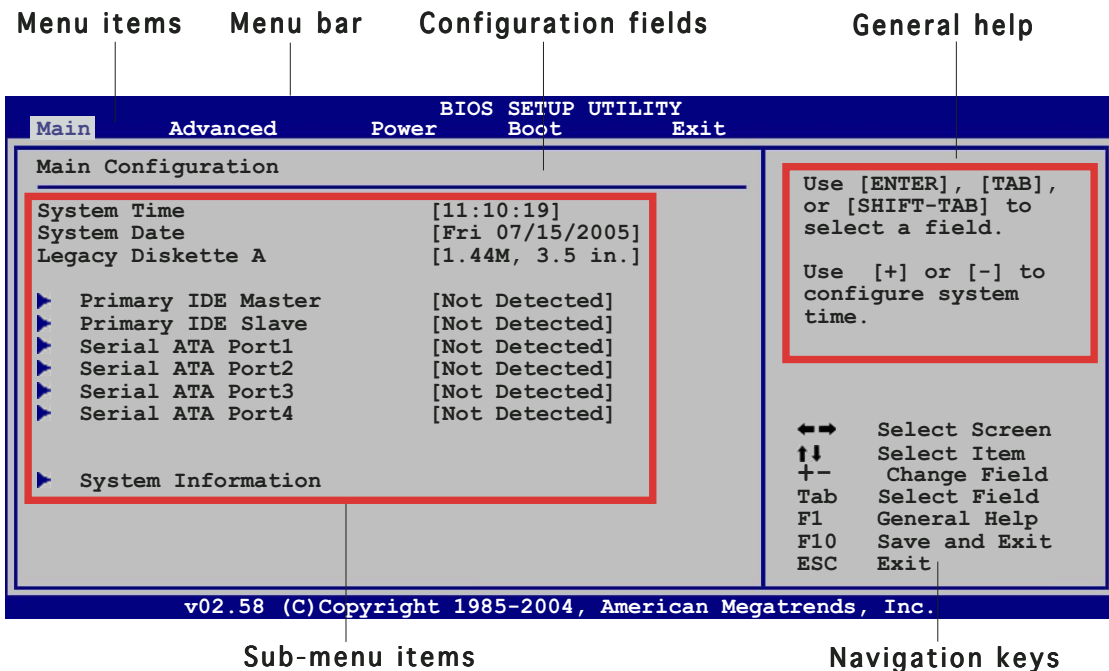 Menu items Menu bar Configuration fields General help
BIOS SETUP UTILITY
Main Advanced Power Boot Exit
Main Configuration
System Time [11:10:19]
System Date [Fri 07/15/2005]
Legacy Diskette A [1.44M, 3.5 in.]
Primary IDE Master [Not Detected]
Primary IDE Slave [Not Detected]
Serial ATA Port1 [Not Detected]
Serial ATA Port2 [Not Detected]
Serial ATA Port3 [Not Detected]
Serial ATA Port4 [Not Detected]
System Information
Use [ENTER], [TAB],
or [SHIFT-TAB] to
select a field.
Use [+] or [-] to
configure system
time.
←→ Select Screen
↑↓ Select Item
+- Change Field
Tab Select Field
F1 General Help
F10 Save and Exit
ESC Exit
v02.58 (C)Copyright 1985-2004, American Megatrends, Inc.
Sub-menu items Navigation keys